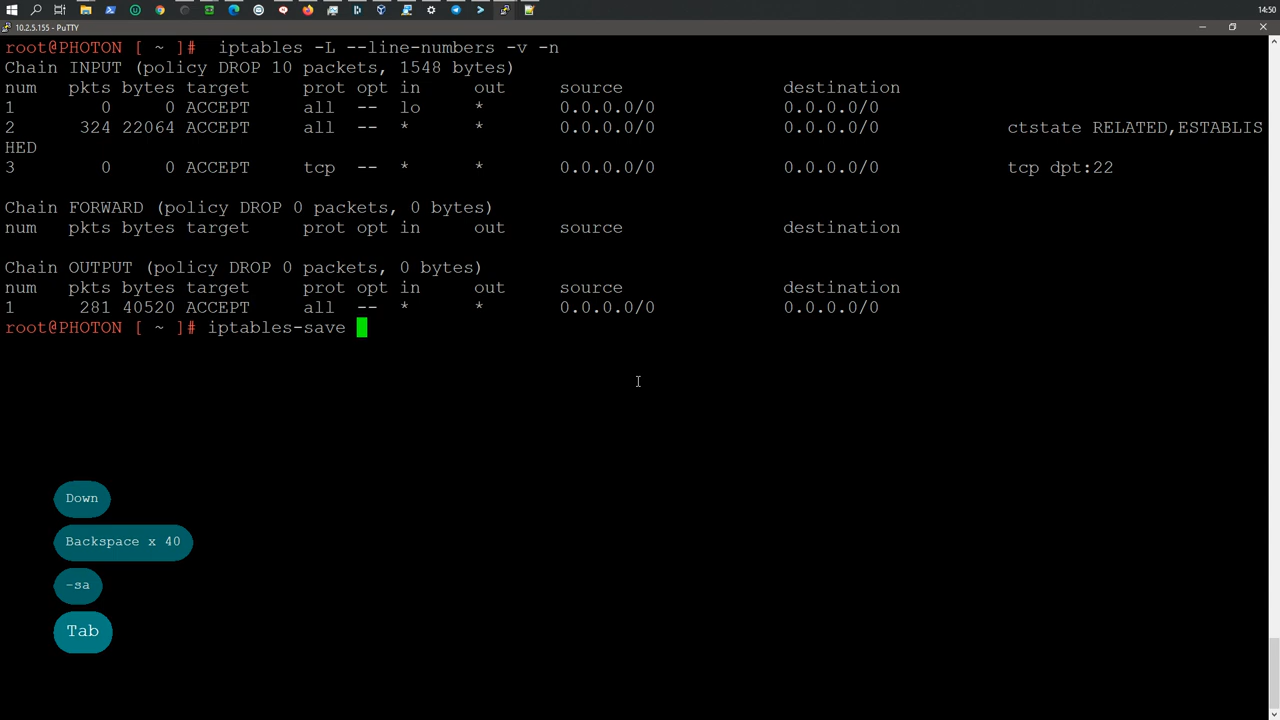 14:50
10.2.5.155 - PuTTY
root@PHOTON [ ~ ]#  iptables -L --line-numbers -v -n
Chain INPUT (policy DROP 10 packets, 1548 bytes)
num   pkts bytes target     prot opt in     out     source               destination
1        0     0 ACCEPT     all  --  lo     *       0.0.0.0/0            0.0.0.0/0
2      324 22064 ACCEPT     all  --  *      *       0.0.0.0/0            0.0.0.0/0            ctstate RELATED,ESTABLIS
HED
3        0     0 ACCEPT     tcp  --  *      *       0.0.0.0/0            0.0.0.0/0            tcp dpt:22
Chain FORWARD (policy DROP 0 packets, 0 bytes)
num   pkts bytes target     prot opt in     out     source               destination
Chain OUTPUT (policy DROP 0 packets, 0 bytes)
num   pkts bytes target     prot opt in     out     source               destination
1      281 40520 ACCEPT     all  --  *      *       0.0.0.0/0            0.0.0.0/0
root@PHOTON [ ~ ]# iptables-save
Down
Backspace x 40
-sa
Tab